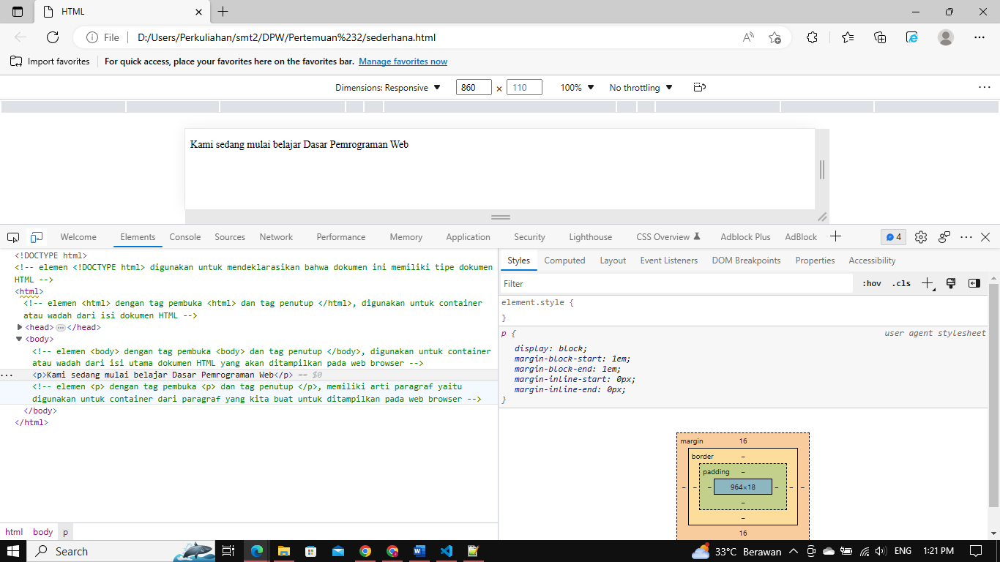 HTML
File
D:/Users/Perkuliahan/smt2/DPW/Pertemuan%232/sederhana.html
Import favorites
For quick access, place your favorites here on the favorites bar. Manage favorites now
Dimensions: Responsive 860 × 110 100% No throttling
Kami sedang mulai belajar Dasar Pemrograman Web
Welcome Elements Console Sources Network Performance Memory Application Security Lighthouse CSS Overview Adblock Plus AdBlock 4
<!DOCTYPE html>
<!-- elemen <!DOCTYPE html> digunakan untuk mendeklarasikan bahwa dokumen ini memiliki tipe dokumen
HTML -->
<html>
<!-- elemen <html> dengan tag pembuka <html> dan tag penutup </html>, digunakan untuk container
atau wadah dari isi dokumen HTML -->
<head> ⋯ </head>
<body>
<!-- elemen <body> dengan tag pembuka <body> dan tag penutup </body>, digunakan untuk container
atau wadah dari isi utama dokumen HTML yang akan ditampilkan pada web browser -->
<p>Kami sedang mulai belajar Dasar Pemrograman Web</p> == $0
<!-- elemen <p> dengan tag pembuka <p> dan tag penutup </p>, memiliki arti paragraf yaitu
digunakan untuk container dari paragraf yang kita buat untuk ditampilkan pada web browser -->
</body>
</html>
html body p
Styles Computed Layout Event Listeners DOM Breakpoints Properties Accessibility
Filter :hov .cls
element.style {
}
p { user agent stylesheet
display: block;
margin-block-start: 1em;
margin-block-end: 1em;
margin-inline-start: 0px;
margin-inline-end: 0px;
}
margin 16
border –
padding –
– – – 964×18 – – –
–
–
16
Search
33°C Berawan
ENG
1:21 PM